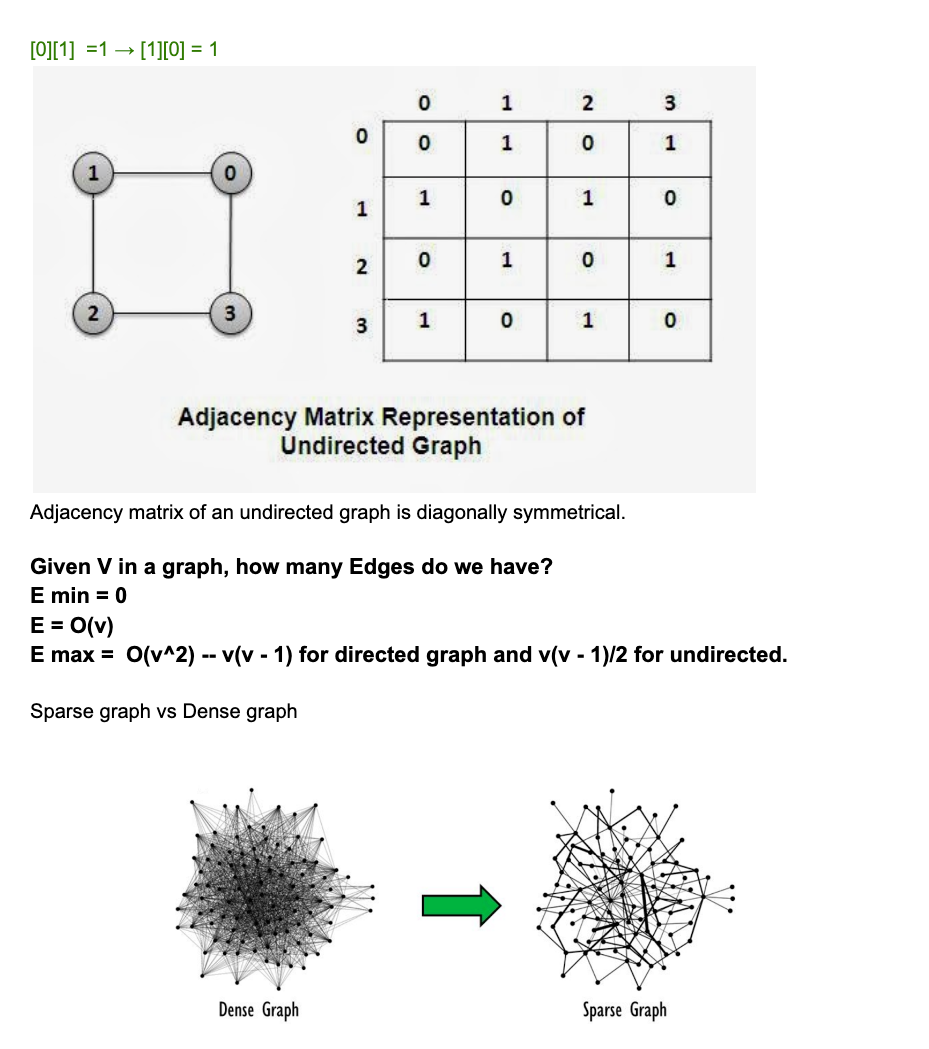 [0][1]  =1 → [1][0] = 1
0 1 2 3
0 0 1 0 1
1 0
1 1 0 1 0
2 0 1 0 1
2 3
3 1 0 1 0
Adjacency Matrix Representation of
Undirected Graph
Adjacency matrix of an undirected graph is diagonally symmetrical.
Given V in a graph, how many Edges do we have?
E min = 0
E = O(v)
E max =  O(v^2) -- v(v - 1) for directed graph and v(v - 1)/2 for undirected.
Sparse graph vs Dense graph
Dense Graph
Sparse Graph